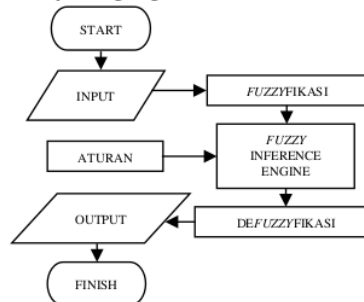 START
INPUT
FUZZYFIKASI
ATURAN
FUZZY
INFERENCE
ENGINE
OUTPUT
DEFUZZYFIKASI
FINISH